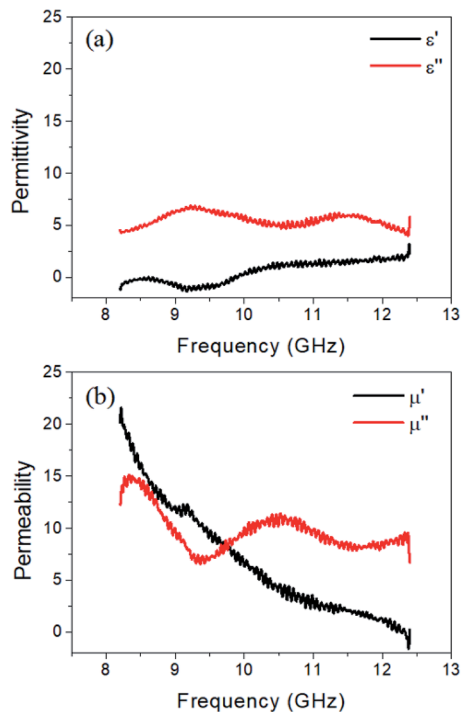 (a)
ε'
ε''
25
20
15
10
5
0
Permittivity
8 9 10 11 12 13
Frequency (GHz)
(b)
μ'
μ''
25
20
15
10
5
0
Permeability
8 9 10 11 12 13
Frequency (GHz)